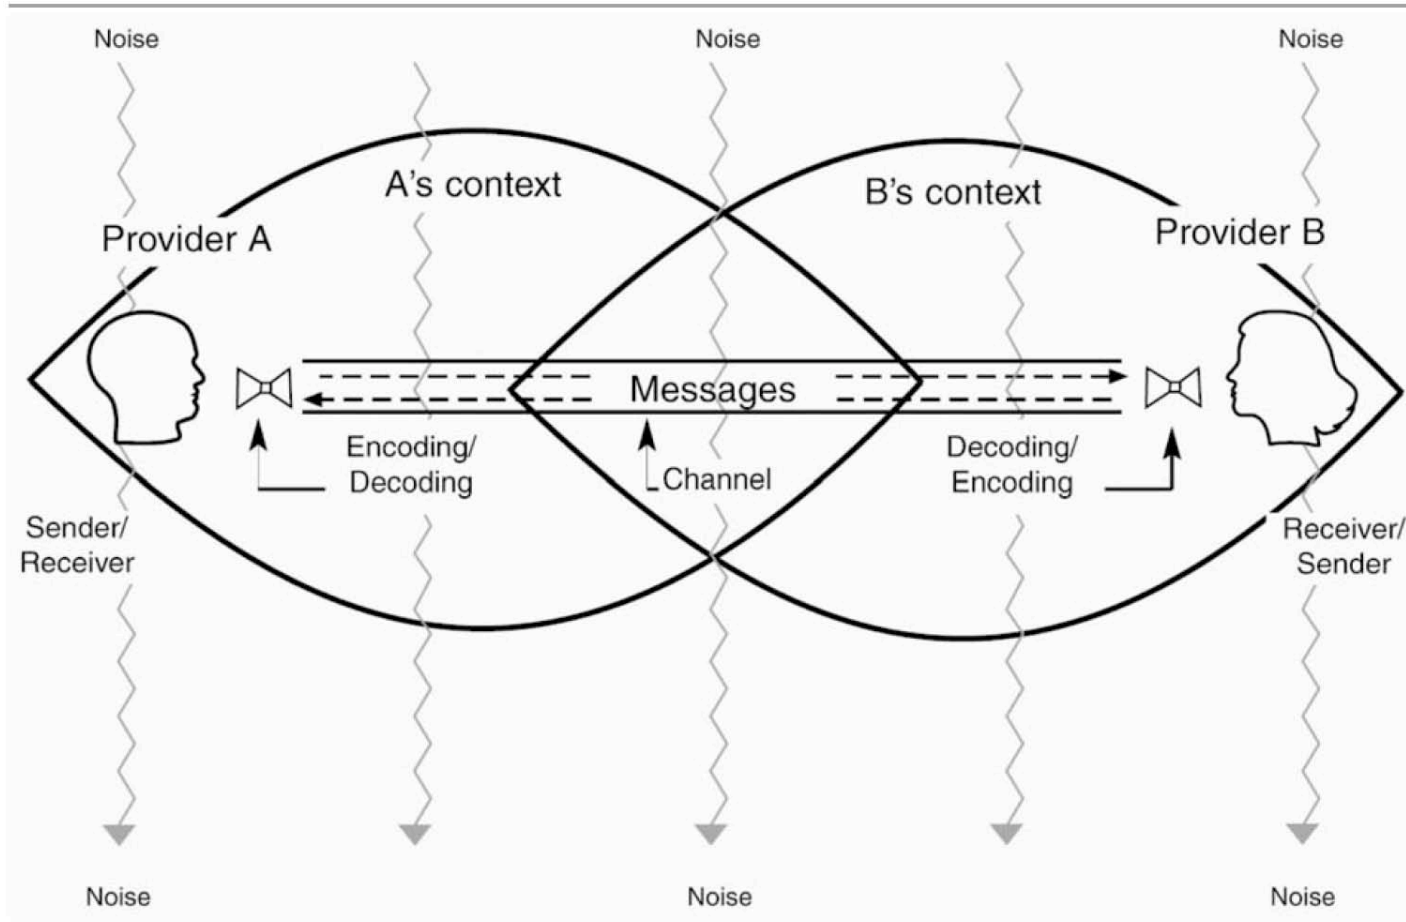 Noise
Noise
Noise
A's context
B's context
Provider A
Provider B
Messages
Encoding/
Decoding
Channel
Decoding/
Encoding
Sender/
Receiver
Receiver/
Sender
Noise
Noise
Noise